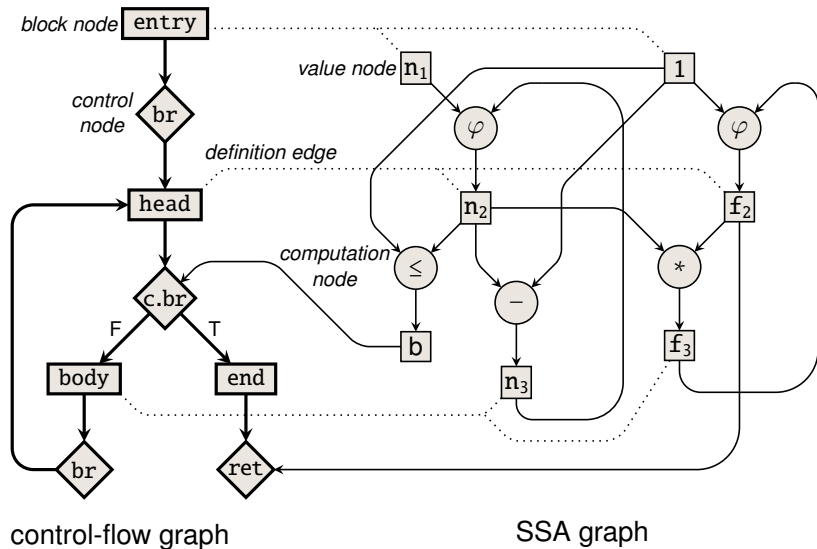 block node
entry
value node
n₁
1
control
node
br
φ
φ
definition edge
head
n₂
f₂
computation
node
≤
*
c.br
−
F
T
b
f₃
body
end
n₃
br
ret
control-flow graph
SSA graph